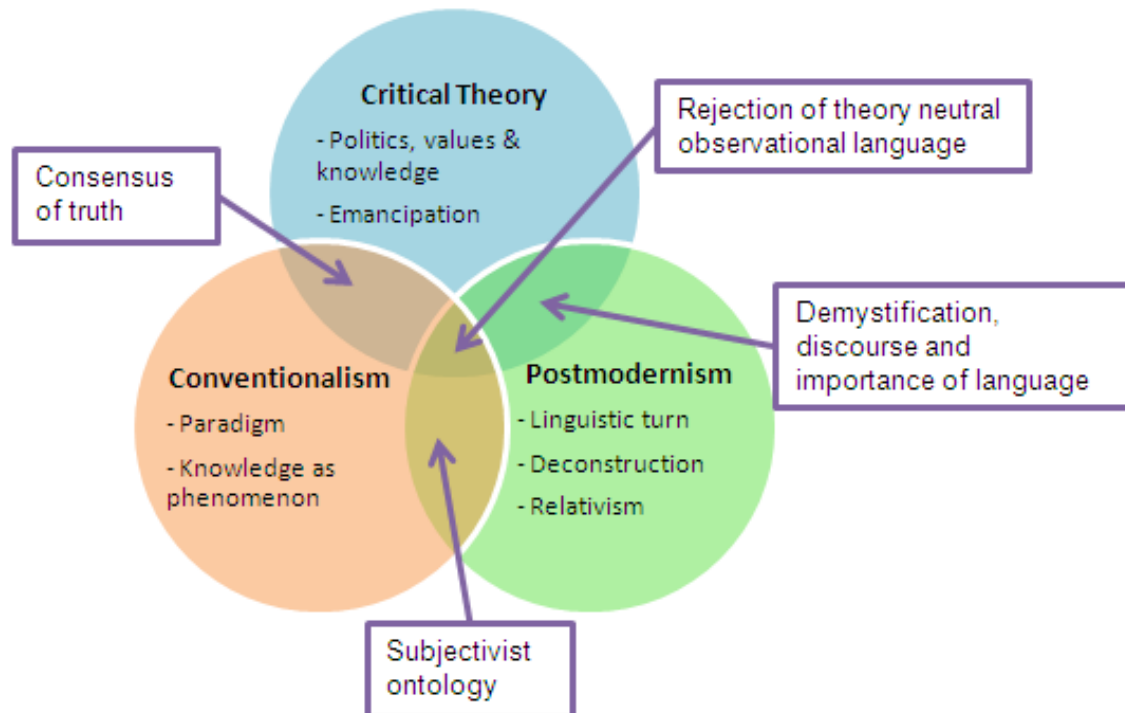 Critical Theory
- Politics, values &
knowledge
- Emancipation
Rejection of theory neutral
observational language
Consensus
of truth
Demystification,
discourse and
importance of language
Conventionalism
- Paradigm
- Knowledge as
phenomenon
Postmodernism
- Linguistic turn
- Deconstruction
- Relativism
Subjectivist
ontology